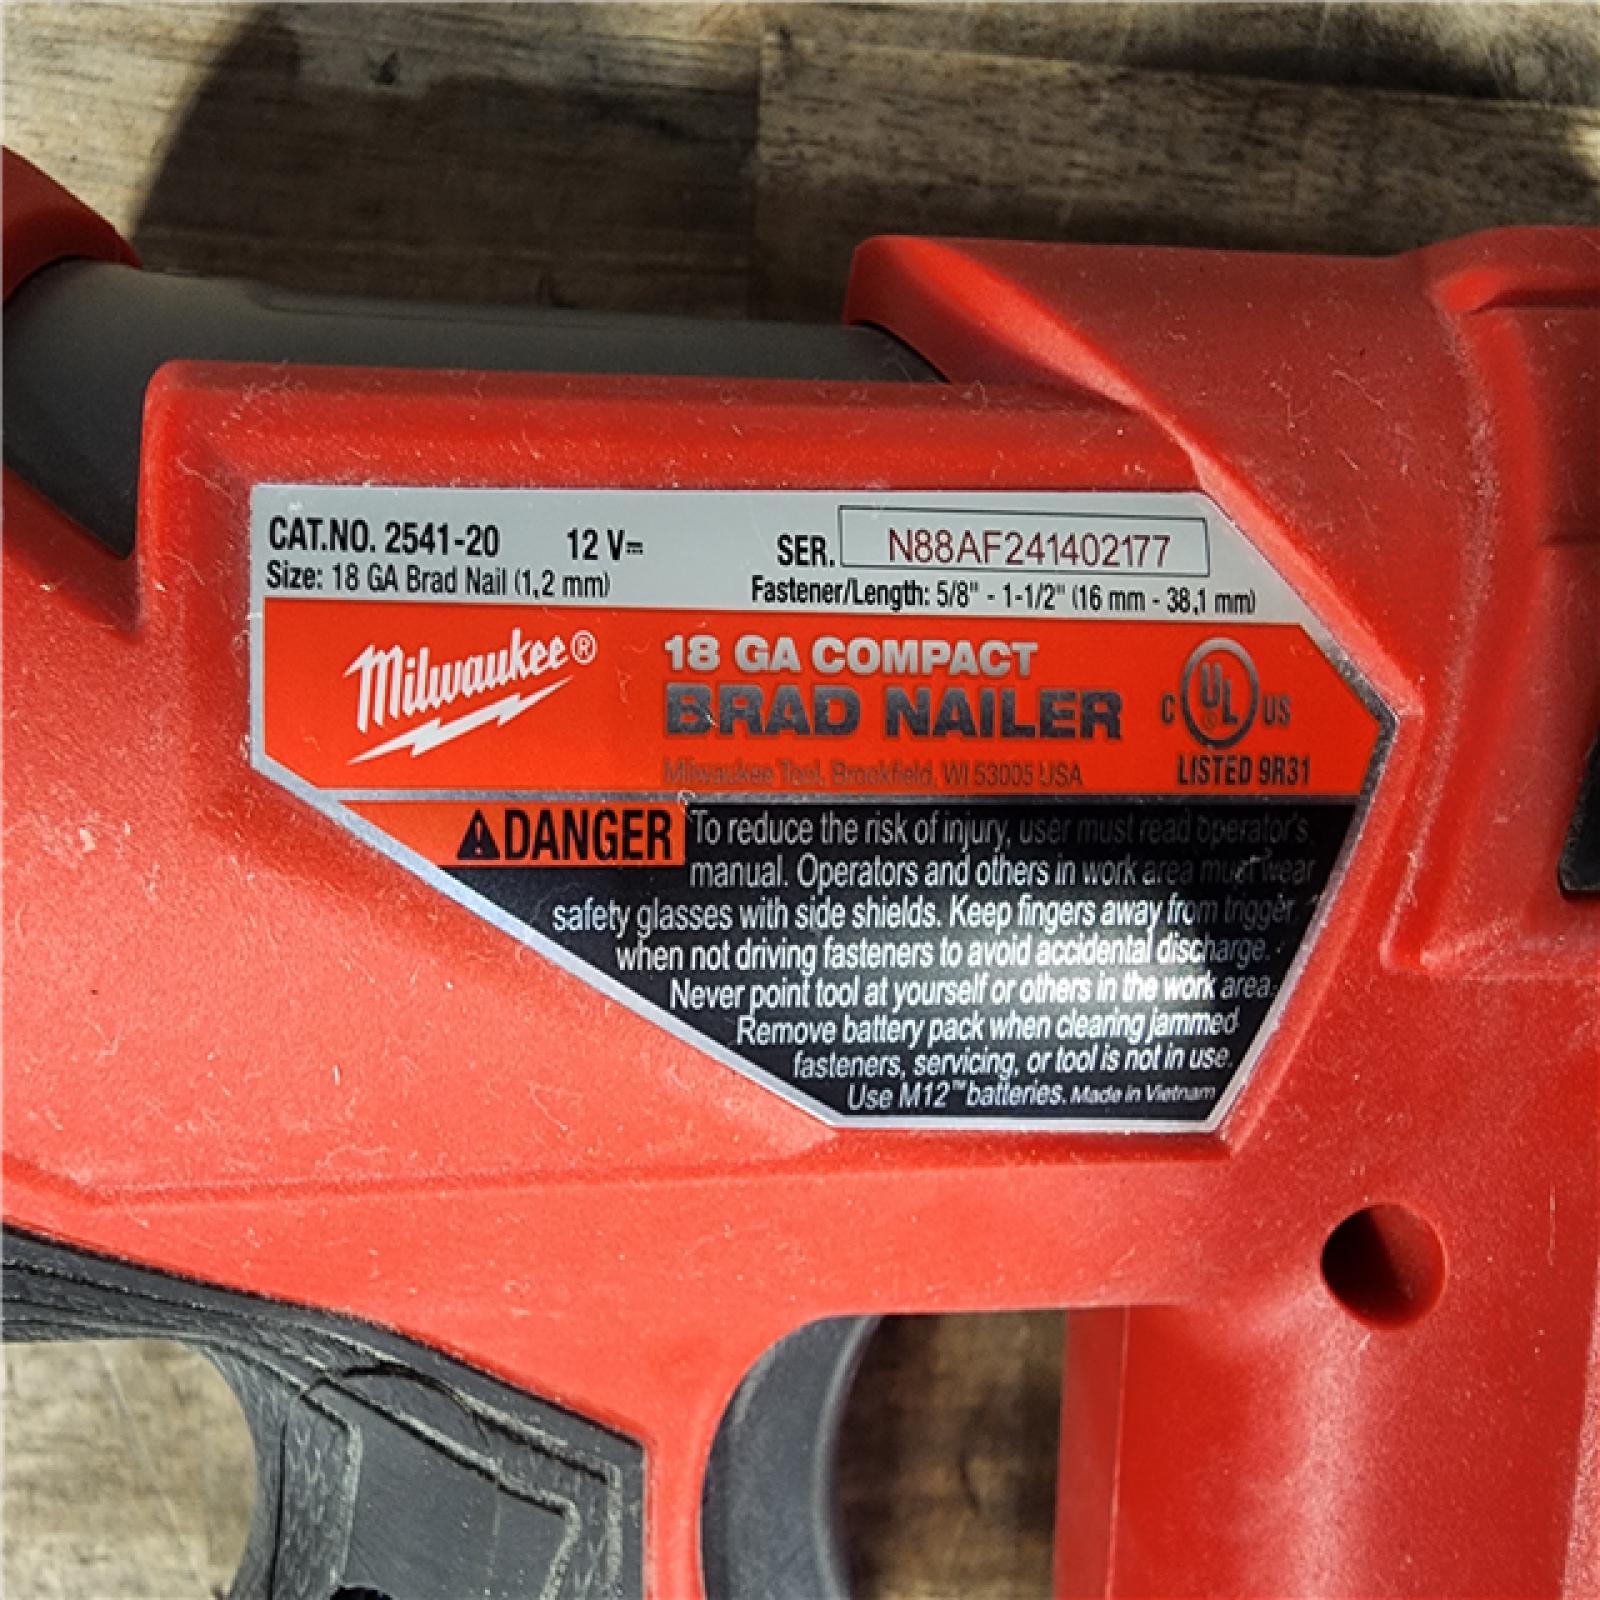 CAT.NO. 2541-20 12 V⎓ SER. N88AF241402177
Size: 18 GA Brad Nail (1,2 mm) Fastener/Length: 5/8" - 1-1/2" (16 mm - 38,1 mm)
Milwaukee®
18 GA COMPACT
BRAD NAILER
Milwaukee Tool, Brookfield, WI 53005 USA
C UL® US
LISTED 9R31
⚠DANGER To reduce the risk of injury, user must read operator's
manual. Operators and others in work area must wear
safety glasses with side shields. Keep fingers away from trigger
when not driving fasteners to avoid accidental discharge.
Never point tool at yourself or others in the work area.
Remove battery pack when clearing jammed
fasteners, servicing, or tool is not in use.
Use M12™ batteries. Made in Vietnam